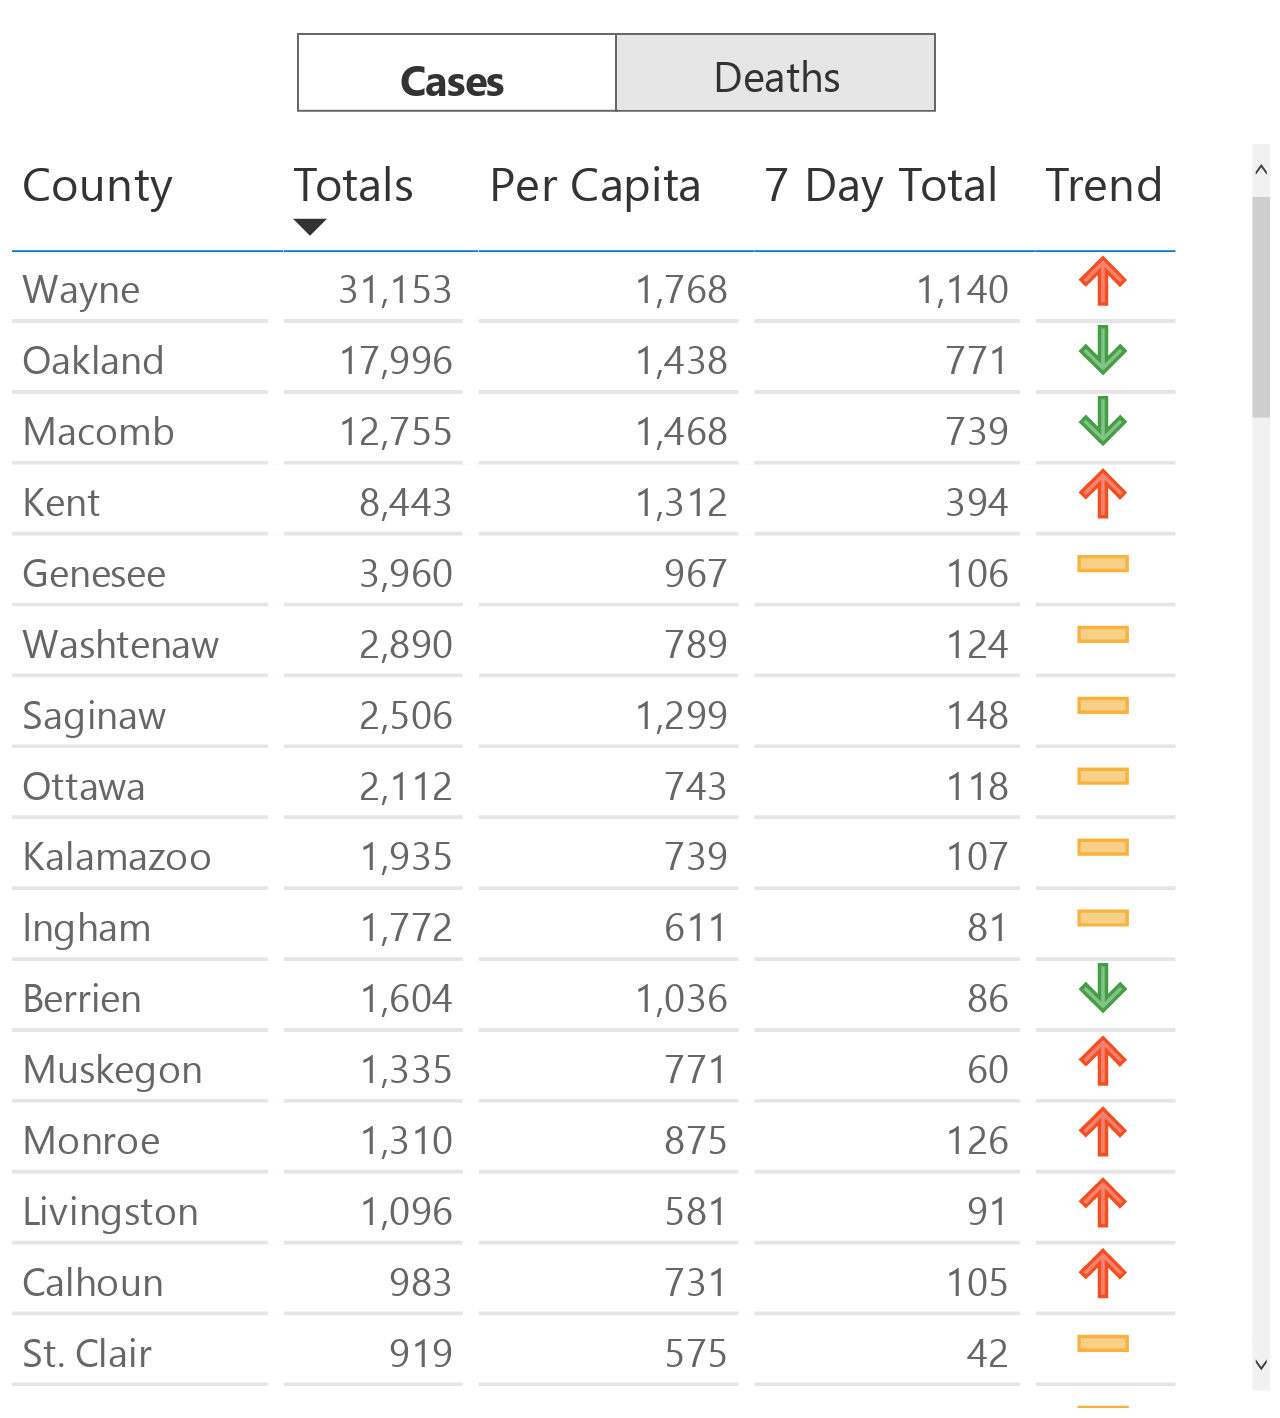 Cases Deaths
County Totals Per Capita 7 Day Total Trend
Wayne 31,153 1,768 1,140
Oakland 17,996 1,438 771
Macomb 12,755 1,468 739
Kent 8,443 1,312 394
Genesee 3,960 967 106
Washtenaw 2,890 789 124
Saginaw 2,506 1,299 148
Ottawa 2,112 743 118
Kalamazoo 1,935 739 107
Ingham 1,772 611 81
Berrien 1,604 1,036 86
Muskegon 1,335 771 60
Monroe 1,310 875 126
Livingston 1,096 581 91
Calhoun 983 731 105
St. Clair 919 575 42